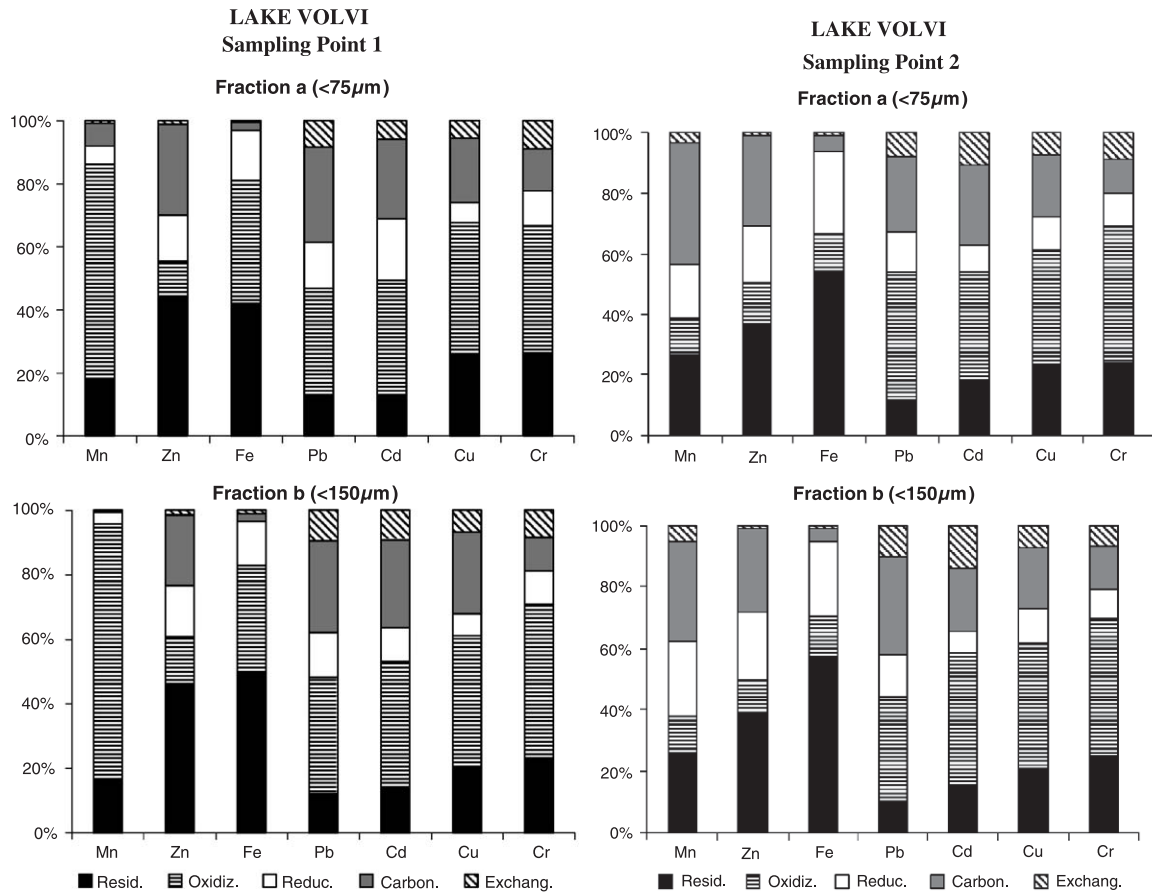 LAKE VOLVI
Sampling Point 1
Fraction a (<75µm)
100%
80%
60%
40%
20%
0%
Mn Zn Fe Pb Cd Cu Cr
Fraction b (<150µm)
100%
80%
60%
40%
20%
0%
Mn Zn Fe Pb Cd Cu Cr
Resid. Oxidiz. Reduc. Carbon. Exchang.
LAKE VOLVI
Sampling Point 2
Fraction a (<75µm)
100%
80%
60%
40%
20%
0%
Mn Zn Fe Pb Cd Cu Cr
Fraction b (<150µm)
100%
80%
60%
40%
20%
0%
Mn Zn Fe Pb Cd Cu Cr
Resid. Oxidiz. Reduc. Carbon. Exchang.